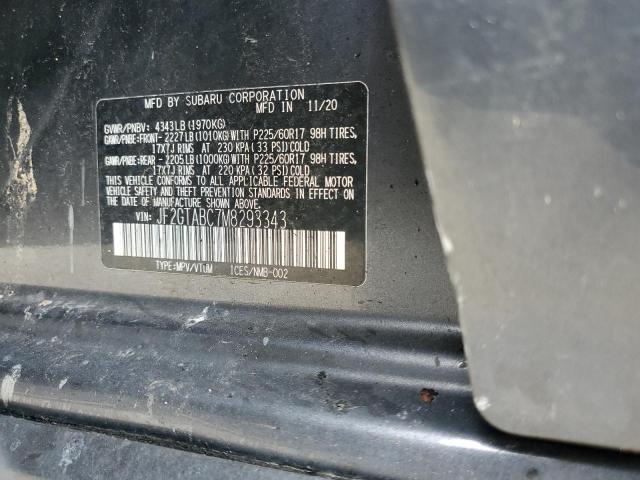 MFD BY SUBARU CORPORATION
MFD IN 11/20
GVWR/PNBV: 4343LB(1970KG)
GAWR/PNBE:FRONT- 2227LB(1010KG)WITH P225/60R17 98H TIRES,
17X7J RIMS AT 230 KPA(33 PSI)COLD
GAWR/PNBE:REAR - 2205LB(1000KG)WITH P225/60R17 98H TIRES,
17X7J RIMS AT 220 KPA(32 PSI)COLD
THIS VEHICLE CONFORMS TO ALL APPLICABLE FEDERAL MOTOR
VEHICLE SAFETY AND THEFT PREVENTION STANDARDS IN EFFECT ON
THE DATE OF MANUFACTURE SHOWN ABOVE.
VIN: JF2GTABC7M8293343
TYPE:MPV/VTUM ICES/NMB-002